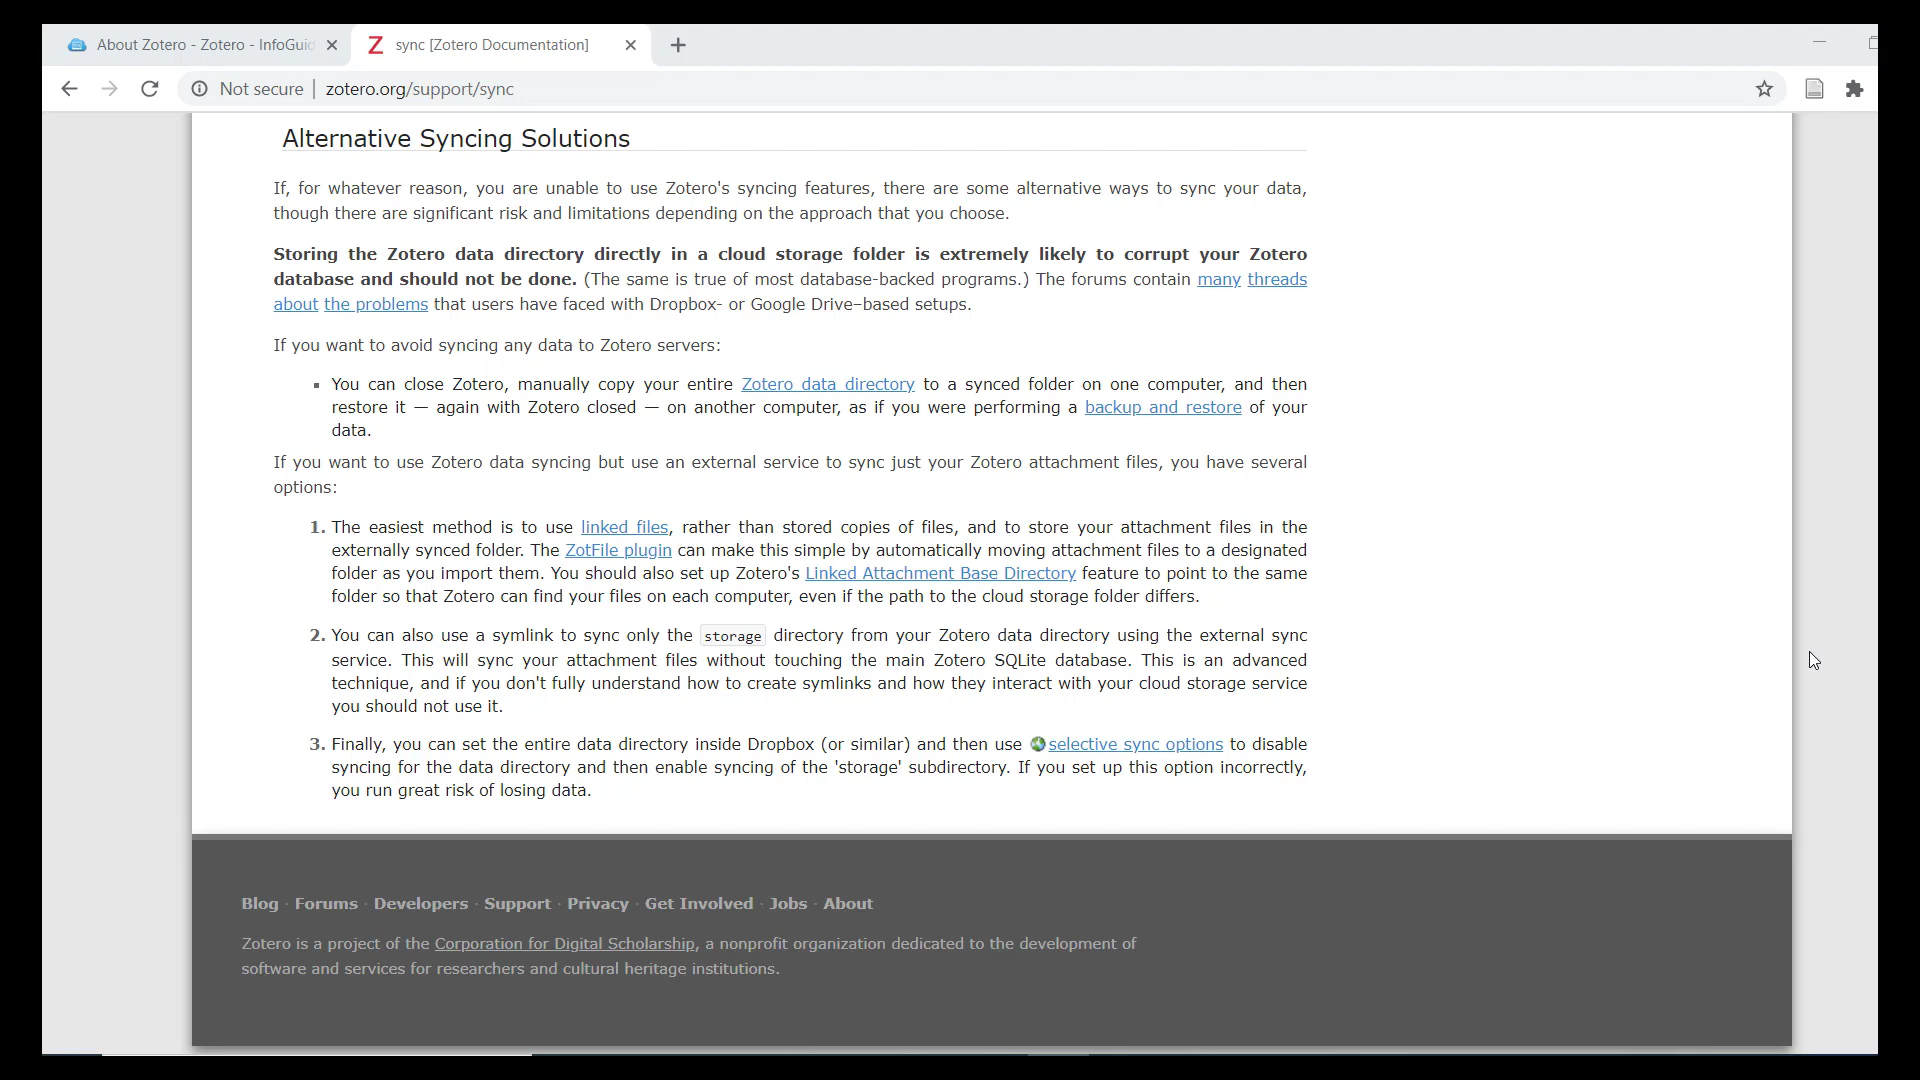 About Zotero - Zotero - InfoGuid
sync [Zotero Documentation]
Not secure | zotero.org/support/sync
Alternative Syncing Solutions
If, for whatever reason, you are unable to use Zotero's syncing features, there are some alternative ways to sync your data,
though there are significant risk and limitations depending on the approach that you choose.
Storing the Zotero data directory directly in a cloud storage folder is extremely likely to corrupt your Zotero
database and should not be done. (The same is true of most database-backed programs.) The forums contain many threads
about the problems that users have faced with Dropbox- or Google Drive–based setups.
If you want to avoid syncing any data to Zotero servers:
▪ You can close Zotero, manually copy your entire Zotero data directory to a synced folder on one computer, and then
restore it — again with Zotero closed — on another computer, as if you were performing a backup and restore of your
data.
If you want to use Zotero data syncing but use an external service to sync just your Zotero attachment files, you have several
options:
1. The easiest method is to use linked files, rather than stored copies of files, and to store your attachment files in the
externally synced folder. The ZotFile plugin can make this simple by automatically moving attachment files to a designated
folder as you import them. You should also set up Zotero's Linked Attachment Base Directory feature to point to the same
folder so that Zotero can find your files on each computer, even if the path to the cloud storage folder differs.
2. You can also use a symlink to sync only the storage directory from your Zotero data directory using the external sync
service. This will sync your attachment files without touching the main Zotero SQLite database. This is an advanced
technique, and if you don't fully understand how to create symlinks and how they interact with your cloud storage service
you should not use it.
3. Finally, you can set the entire data directory inside Dropbox (or similar) and then use selective sync options to disable
syncing for the data directory and then enable syncing of the 'storage' subdirectory. If you set up this option incorrectly,
you run great risk of losing data.
Blog · Forums · Developers · Support · Privacy · Get Involved · Jobs · About
Zotero is a project of the Corporation for Digital Scholarship, a nonprofit organization dedicated to the development of
software and services for researchers and cultural heritage institutions.